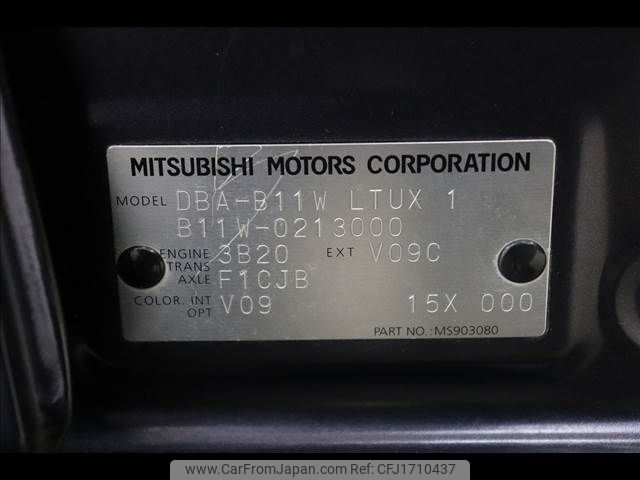 MITSUBISHI MOTORS CORPORATION
MODEL DBA-B11W LTUX 1
B11W-0213000
ENGINE 3B20 EXT V09C
TRANS AXLE F1CJB
COLOR. INT OPT V09 15X 000
PART NO.: MS903080
© www.CarFromJapan.com - ID: CFJ1710437